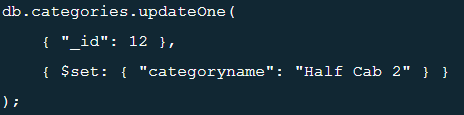 db.categories.updateOne(
{ "_id": 12 },
{ $set: { "categoryname": "Half Cab 2" } }
);